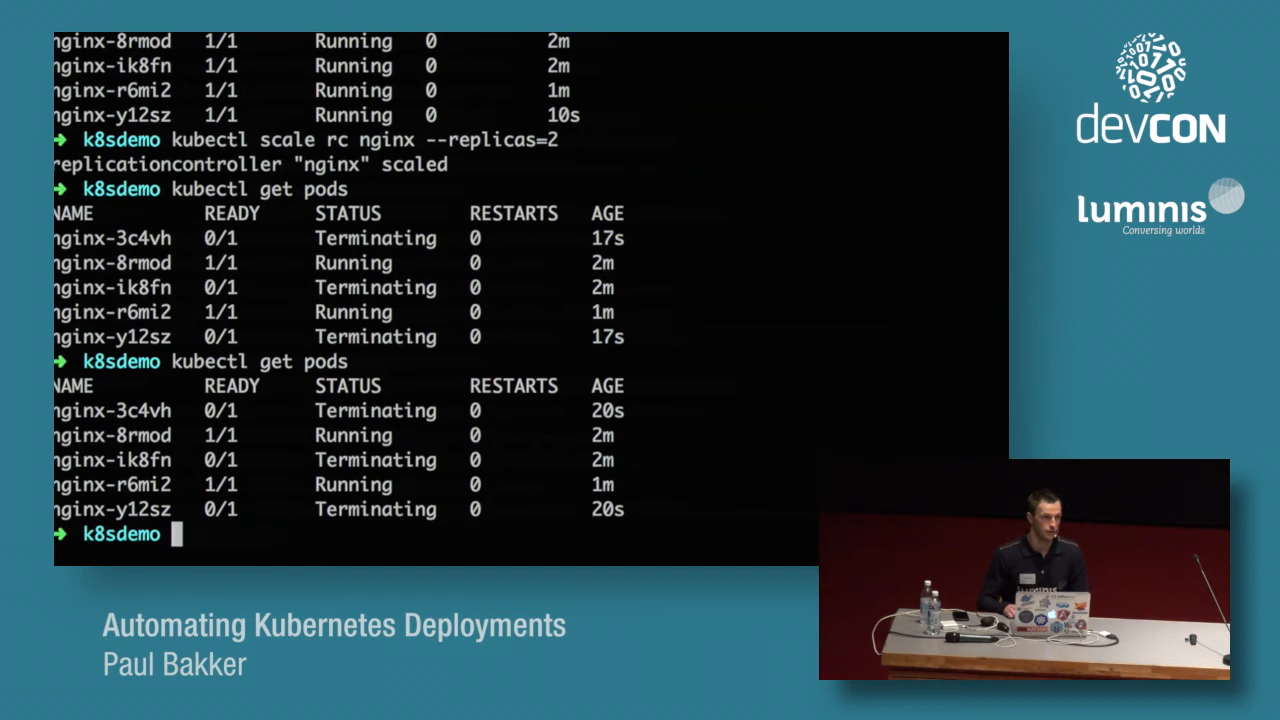 nginx-8rmod 1/1 Running 0 2m
nginx-ik8fn 1/1 Running 0 2m
nginx-r6mi2 1/1 Running 0 1m
nginx-y12sz 1/1 Running 0 10s
➜ k8sdemo kubectl scale rc nginx --replicas=2
replicationcontroller "nginx" scaled
➜ k8sdemo kubectl get pods
NAME READY STATUS RESTARTS AGE
nginx-3c4vh 0/1 Terminating 0 17s
nginx-8rmod 1/1 Running 0 2m
nginx-ik8fn 0/1 Terminating 0 2m
nginx-r6mi2 1/1 Running 0 1m
nginx-y12sz 0/1 Terminating 0 17s
➜ k8sdemo kubectl get pods
NAME READY STATUS RESTARTS AGE
nginx-3c4vh 0/1 Terminating 0 20s
nginx-8rmod 1/1 Running 0 2m
nginx-ik8fn 0/1 Terminating 0 2m
nginx-r6mi2 1/1 Running 0 1m
nginx-y12sz 0/1 Terminating 0 20s
➜ k8sdemo
devCON
luminis
Conversing worlds
luminis
Automating Kubernetes Deployments
Paul Bakker